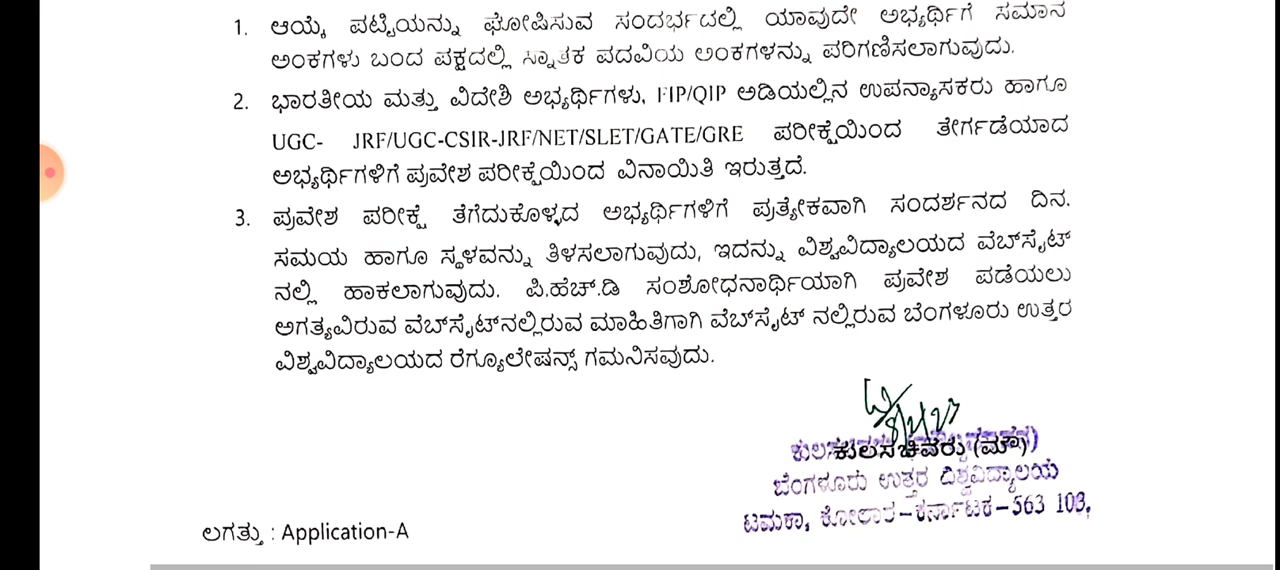 1. ಆಯ್ಕೆ ಪಟ್ಟಿಯನ್ನು ಘೋಷಿಸುವ ಸಂದರ್ಭದಲ್ಲಿ ಯಾವುದೇ ಅಭ್ಯರ್ಥಿಗೆ ಸಮಾನ
ಅಂಕಗಳು ಬಂದ ಪಕ್ಷದಲ್ಲಿ ಸ್ನಾತಕ ಪದವಿಯ ಅಂಕಗಳನ್ನು ಪರಿಗಣಿಸಲಾಗುವುದು.
2. ಭಾರತೀಯ ಮತ್ತು ವಿದೇಶಿ ಅಭ್ಯರ್ಥಿಗಳು, FIP/QIP ಅಡಿಯಲ್ಲಿನ ಉಪನ್ಯಾಸಕರು ಹಾಗೂ
UGC- JRF/UGC-CSIR-JRF/NET/SLET/GATE/GRE ಪರೀಕ್ಷೆಯಿಂದ ತೇರ್ಗಡೆಯಾದ
ಅಭ್ಯರ್ಥಿಗಳಿಗೆ ಪ್ರವೇಶ ಪರೀಕ್ಷೆಯಿಂದ ವಿನಾಯಿತಿ ಇರುತ್ತದೆ.
3. ಪ್ರವೇಶ ಪರೀಕ್ಷೆ ತೆಗೆದುಕೊಳ್ಳದ ಅಭ್ಯರ್ಥಿಗಳಿಗೆ ಪ್ರತ್ಯೇಕವಾಗಿ ಸಂದರ್ಶನದ ದಿನ.
ಸಮಯ ಹಾಗೂ ಸ್ಥಳವನ್ನು ತಿಳಸಲಾಗುವುದು, ಇದನ್ನು ವಿಶ್ವವಿದ್ಯಾಲಯದ ವೆಬ್‌ಸೈಟ್
ನಲ್ಲಿ ಹಾಕಲಾಗುವುದು. ಪಿ.ಹೆಚ್.ಡಿ ಸಂಶೋಧನಾರ್ಥಿಯಾಗಿ ಪ್ರವೇಶ ಪಡೆಯಲು
ಅಗತ್ಯವಿರುವ ವೆಬ್‌ಸೈಟ್‌ನಲ್ಲಿರುವ ಮಾಹಿತಿಗಾಗಿ ವೆಬ್‌ಸೈಟ್ ನಲ್ಲಿರುವ ಬೆಂಗಳೂರು ಉತ್ತರ
ವಿಶ್ವವಿದ್ಯಾಲಯದ ರೆಗ್ಯೂಲೇಷನ್ಸ್ ಗಮನಿಸವುದು.
ಕುಲಸಚಿವರು (ಮೌ)
ಬೆಂಗಳೂರು ಉತ್ತರ ವಿಶ್ವವಿದ್ಯಾಲಯ
ಟಮಕಾ, ಕೋಲಾರ-ಕರ್ನಾಟಕ-563 103,
ಲಗತ್ತು : Application-A